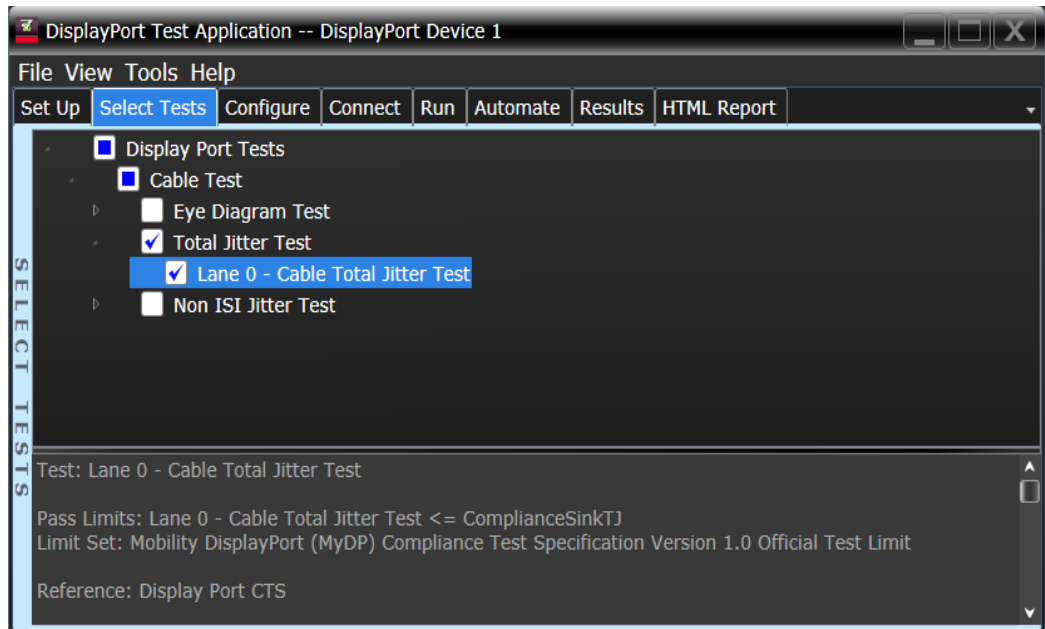 DisplayPort Test Application -- DisplayPort Device 1
File View Tools Help
Set Up Select Tests Configure Connect Run Automate Results HTML Report
SELECT TESTS
Display Port Tests
Cable Test
Eye Diagram Test
Total Jitter Test
Lane 0 - Cable Total Jitter Test
Non ISI Jitter Test
Test: Lane 0 - Cable Total Jitter Test
Pass Limits: Lane 0 - Cable Total Jitter Test <= ComplianceSinkTJ
Limit Set: Mobility DisplayPort (MyDP) Compliance Test Specification Version 1.0 Official Test Limit
Reference: Display Port CTS